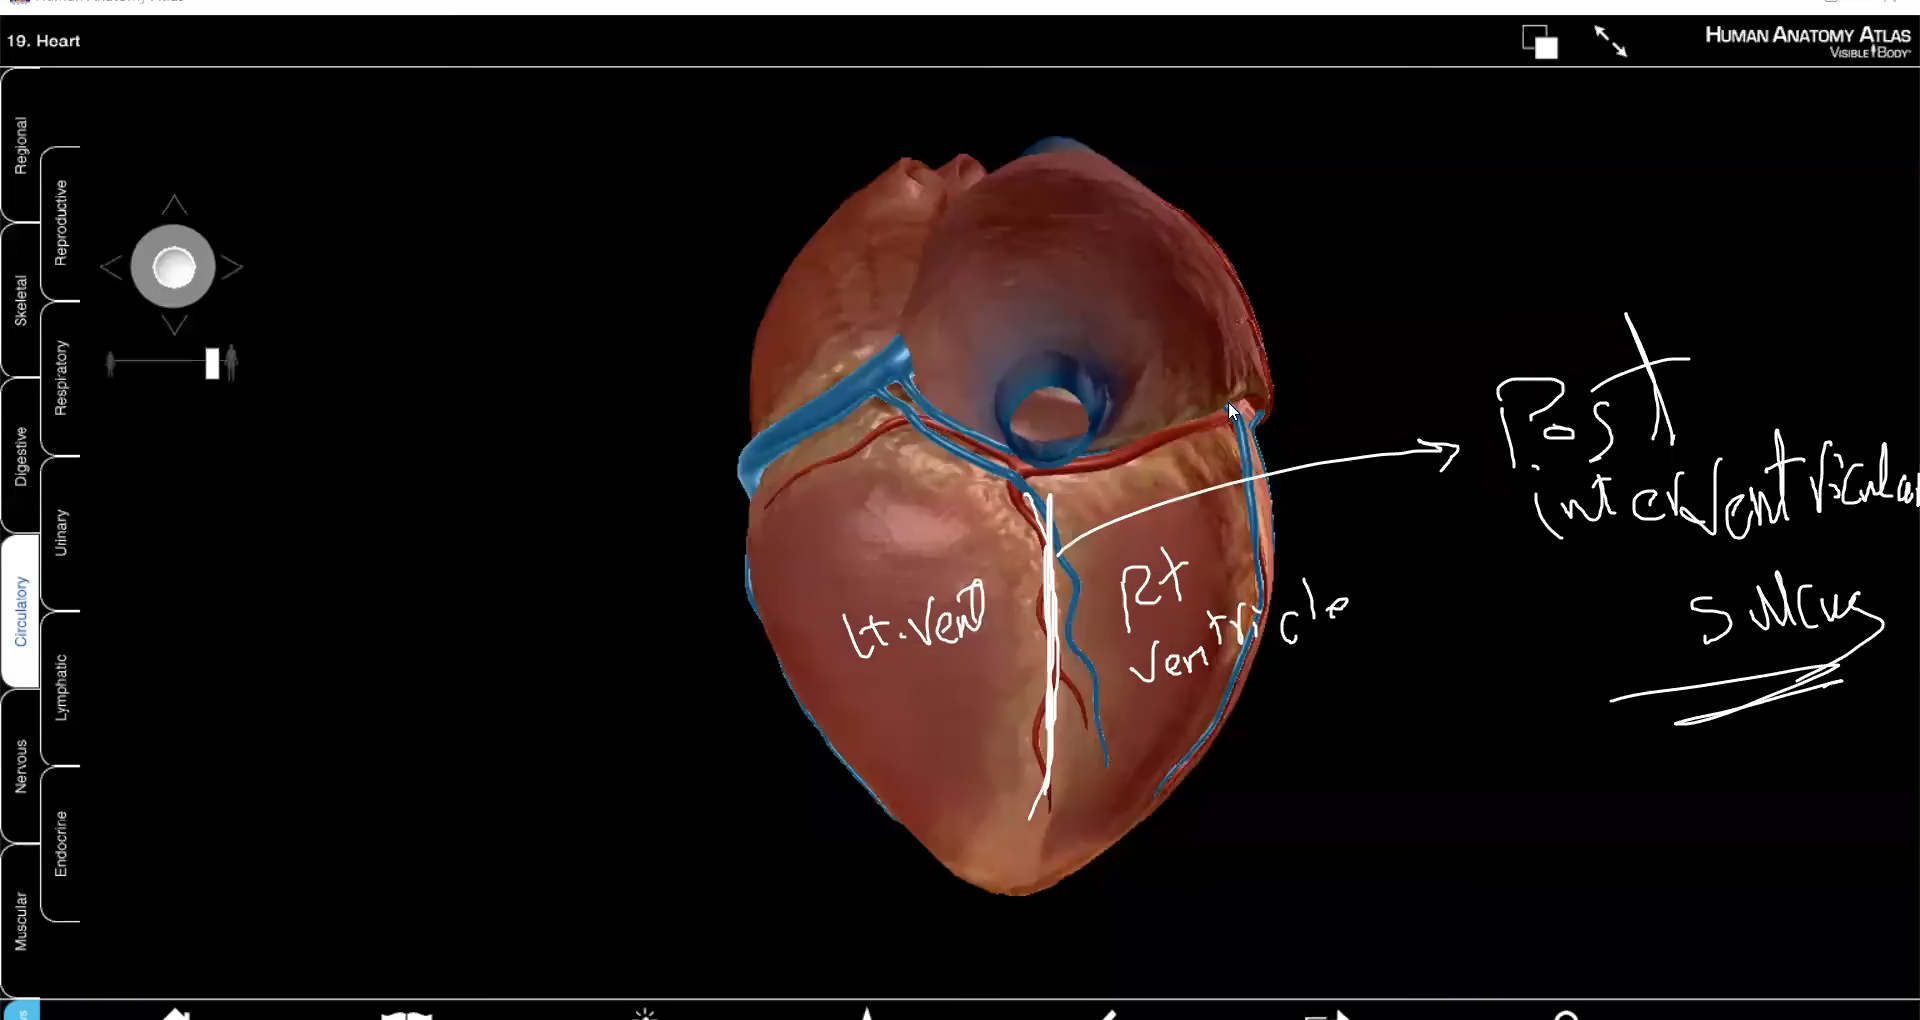 19. Heart
HUMAN ANATOMY ATLAS
VISIBLE BODY
Regional
Reproductive
Skeletal
Respiratory
Digestive
Urinary
Circulatory
Lymphatic
Nervous
Endocrine
Muscular
Post
interventricular
sulcus
Lt. Vent
Rt
Ventricle